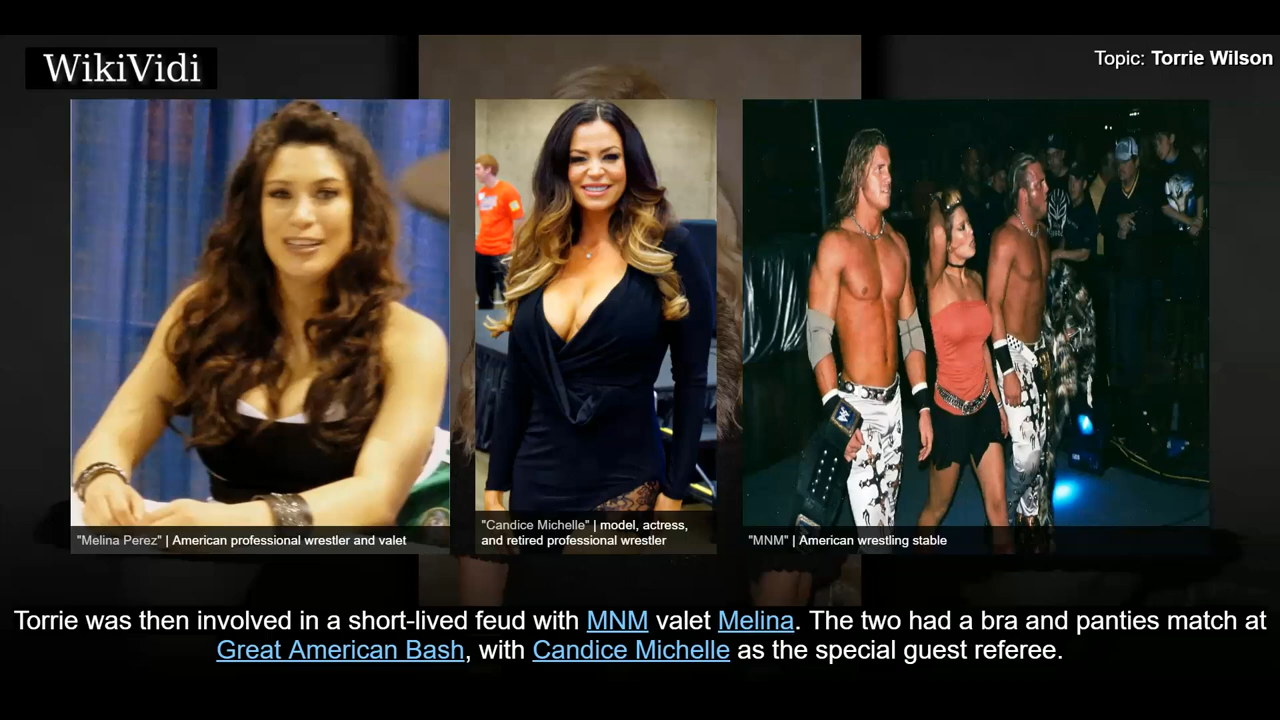 WikiVidi
Topic: Torrie Wilson
"Melina Perez" | American professional wrestler and valet
"Candice Michelle" | model, actress,
and retired professional wrestler
"MNM" | American wrestling stable
Torrie was then involved in a short-lived feud with MNM valet Melina. The two had a bra and panties match at
Great American Bash, with Candice Michelle as the special guest referee.